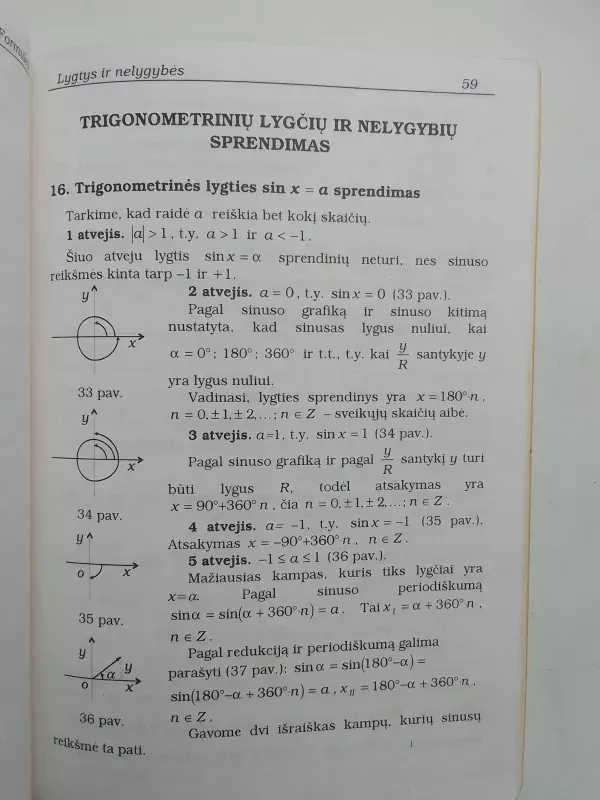 Formulė
Lygtys ir nelygybės
59
TRIGONOMETRINIŲ LYGČIŲ IR NELYGYBIŲ
SPRENDIMAS
16. Trigonometrinės lygties sin x = a sprendimas
Tarkime, kad raidė a reiškia bet kokį skaičių.
1 atvejis. |a| > 1, t.y. a > 1 ir a < −1.
Šiuo atveju lygtis sin x = α sprendinių neturi, nes sinuso
reikšmės kinta tarp −1 ir +1.
2 atvejis. a = 0, t.y. sin x = 0 (33 pav.).
Pagal sinuso grafiką ir sinuso kitimą
nustatyta, kad sinusas lygus nuliui, kai
α = 0°; 180°; 360° ir t.t., t.y. kai y/R santykyje y
yra lygus nuliui.
y
x
33 pav.
Vadinasi, lygties sprendinys yra x = 180°·n,
n = 0, ± 1, ± 2, ...; n ∈ Z – sveikųjų skaičių aibė.
3 atvejis. a=1, t.y. sin x = 1 (34 pav.).
Pagal sinuso grafiką ir pagal y/R santykį y turi
būti lygus R, todėl atsakymas yra
x = 90°+360°·n, čia n = 0, ± 1, ± 2, ...; n ∈ Z.
y
x
34 pav.
4 atvejis. a= −1, t.y. sin x = −1 (35 pav.).
Atsakymas x = −90°+360°·n, n ∈ Z.
5 atvejis. −1 ≤ a ≤ 1 (36 pav.).
Mažiausias kampas, kuris tiks lygčiai yra
x=a. Pagal sinuso periodiškumą
sin α = sin(α + 360°·n) = a. Tai x_I = α + 360°·n,
n ∈ Z.
y
o
x
35 pav.
Pagal redukciją ir periodiškumą galima
parašyti (37 pav.): sin α = sin(180°−α) =
sin(180°−α + 360°·n) = a, x_II = 180°−α + 360°·n,
n ∈ Z.
y
y
o
α
x
36 pav.
Gavome dvi išraiškas kampų, kurių sinusų
reikšmė ta pati.